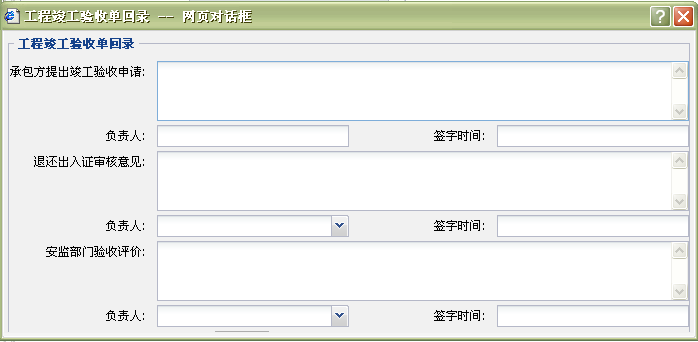 工程竣工验收单回录 -- 网页对话框
工程竣工验收单回录
承包方提出竣工验收申请:
负责人: 签字时间:
退还出入证审核意见:
负责人: 签字时间:
安监部门验收评价:
负责人: 签字时间: